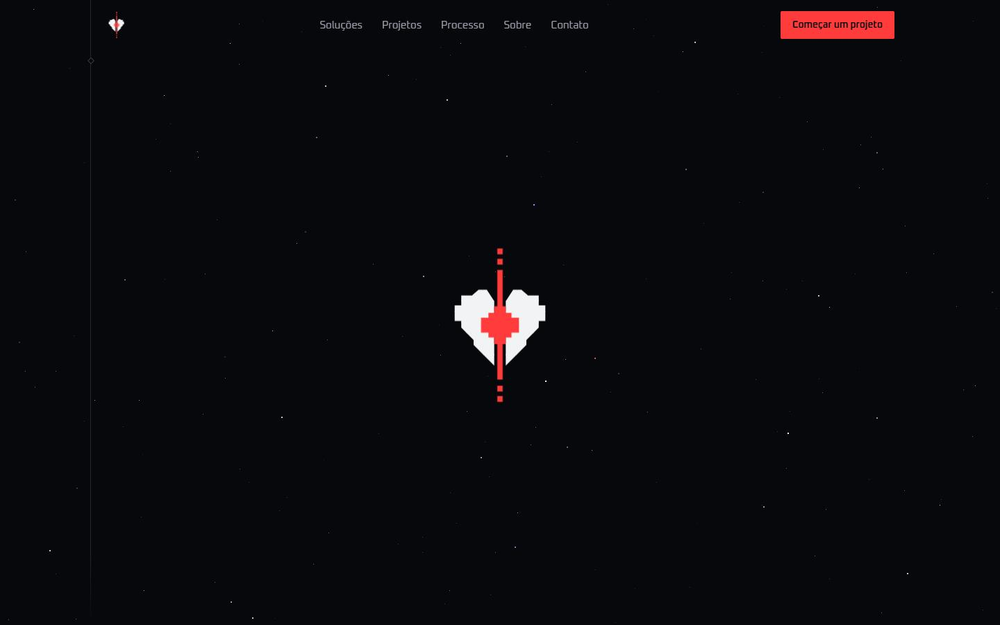 Soluções
Projetos
Processo
Sobre
Contato
Começar um projeto